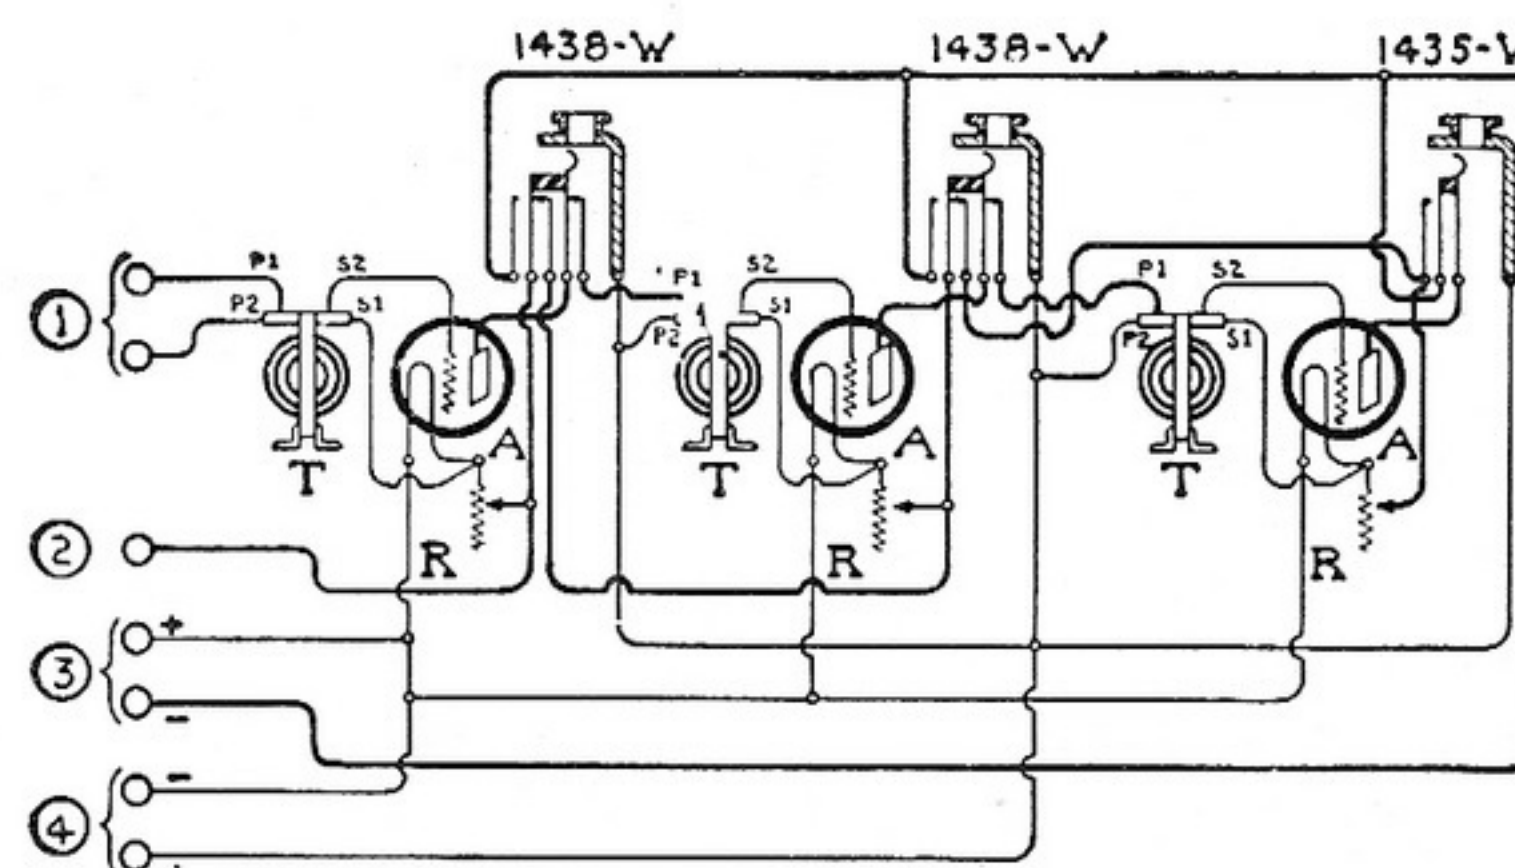 1438-W 1438-W 1435-
P1 S2 P1 S2 P1 S2
P2 S1 P2 S1 P2 S1
1
A A A
T T T
2 R R R
+
3
-
-
4